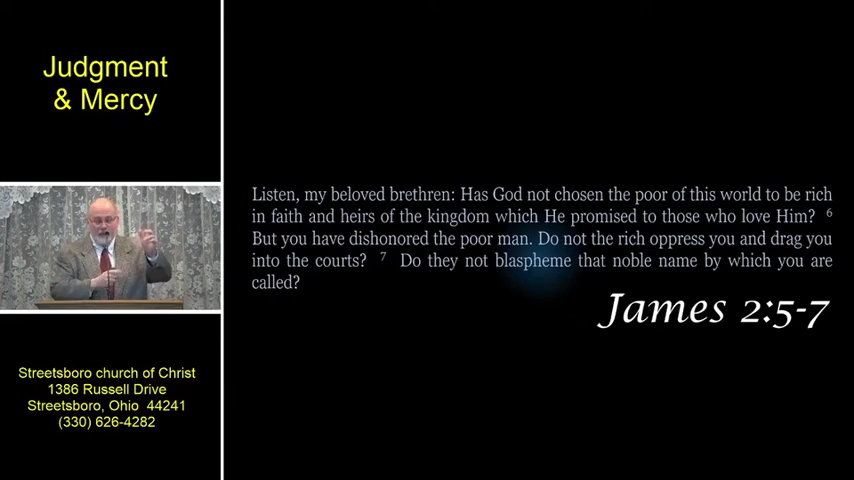 Judgment
& Mercy
Listen, my beloved brethren: Has God not chosen the poor of this world to be rich
in faith and heirs of the kingdom which He promised to those who love Him? 6
But you have dishonored the poor man. Do not the rich oppress you and drag you
into the courts? 7 Do they not blaspheme that noble name by which you are
called?
James 2:5-7
Streetsboro church of Christ
1386 Russell Drive
Streetsboro, Ohio 44241
(330) 626-4282